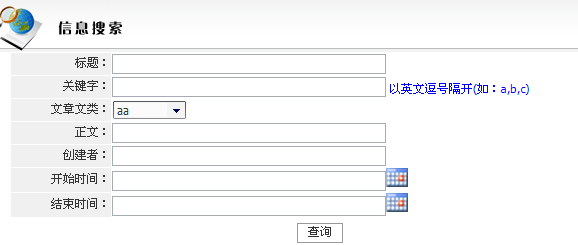 信息搜索
标题：
关键字： 以英文逗号隔开(如：a,b,c)
文章文类： aa
正文：
创建者：
开始时间：
结束时间：
查询